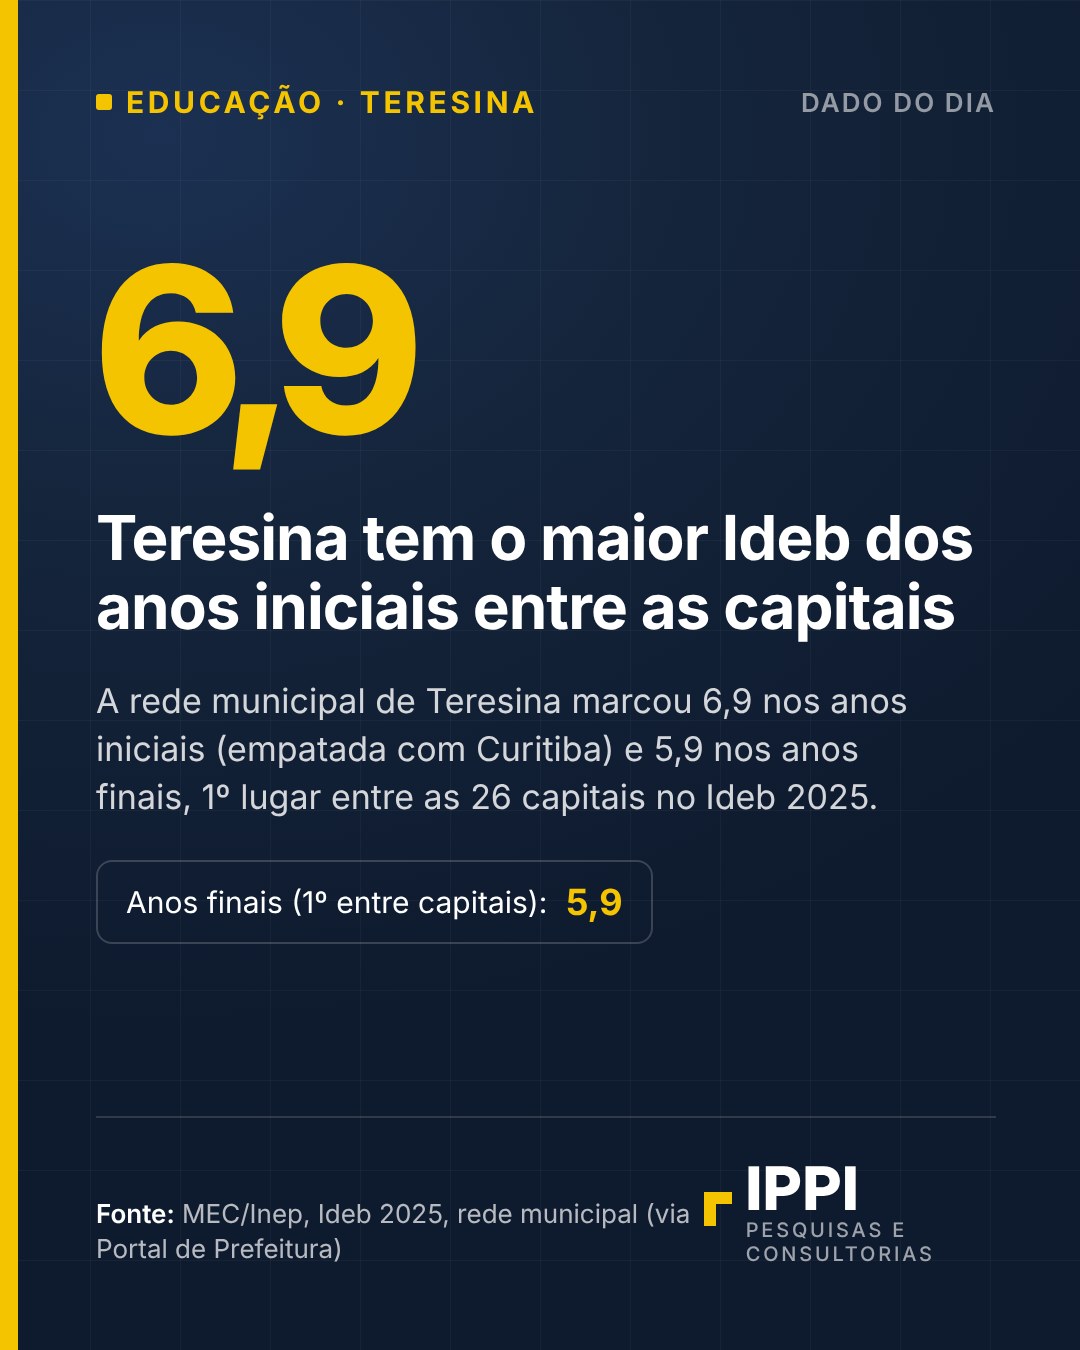 EDUCAÇÃO · TERESINA
DADO DO DIA
6,9
Teresina tem o maior Ideb dos
anos iniciais entre as capitais
A rede municipal de Teresina marcou 6,9 nos anos
iniciais (empatada com Curitiba) e 5,9 nos anos
finais, 1º lugar entre as 26 capitais no Ideb 2025.
Anos finais (1º entre capitais): 5,9
Fonte: MEC/Inep, Ideb 2025, rede municipal (via
Portal de Prefeitura)
IPPI
PESQUISAS E
CONSULTORIAS